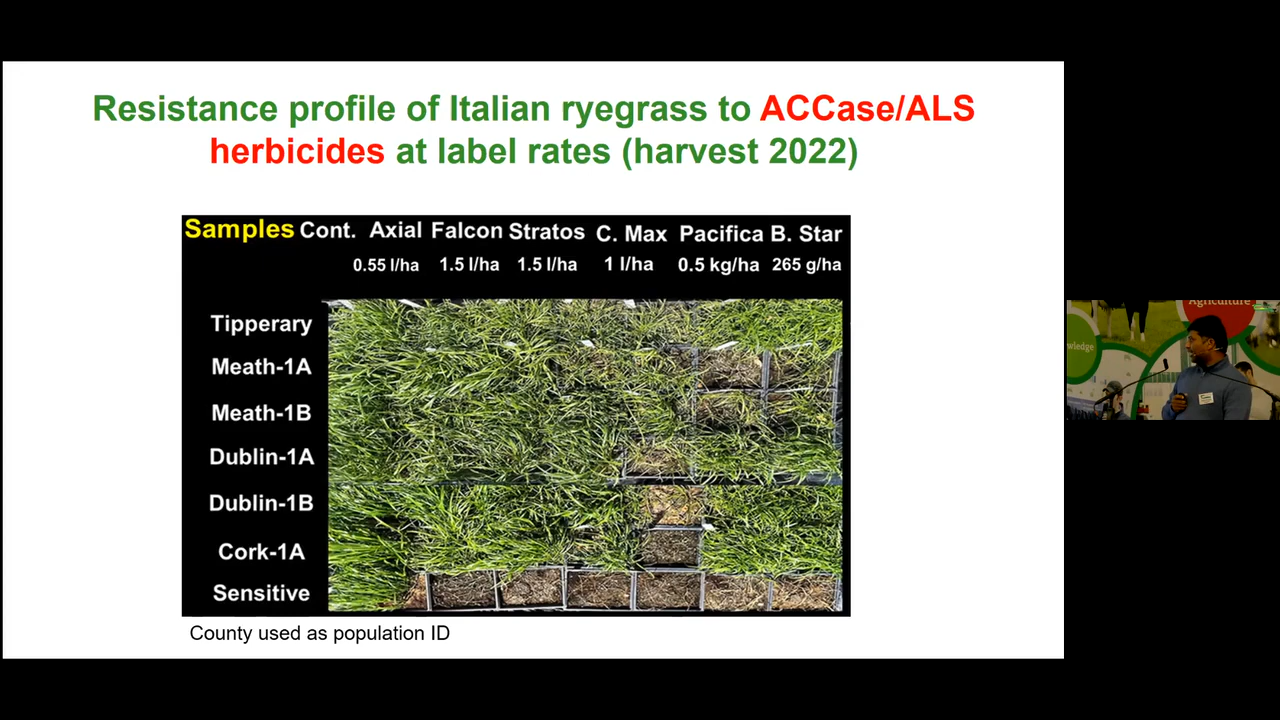 Resistance profile of Italian ryegrass to ACCase/ALS
herbicides at label rates (harvest 2022)
Samples Cont. Axial Falcon Stratos C. Max Pacifica B. Star
0.55 l/ha 1.5 l/ha 1.5 l/ha 1 l/ha 0.5 kg/ha 265 g/ha
Tipperary
Meath-1A
Meath-1B
Dublin-1A
Dublin-1B
Cork-1A
Sensitive
County used as population ID
Agriculture
wledge